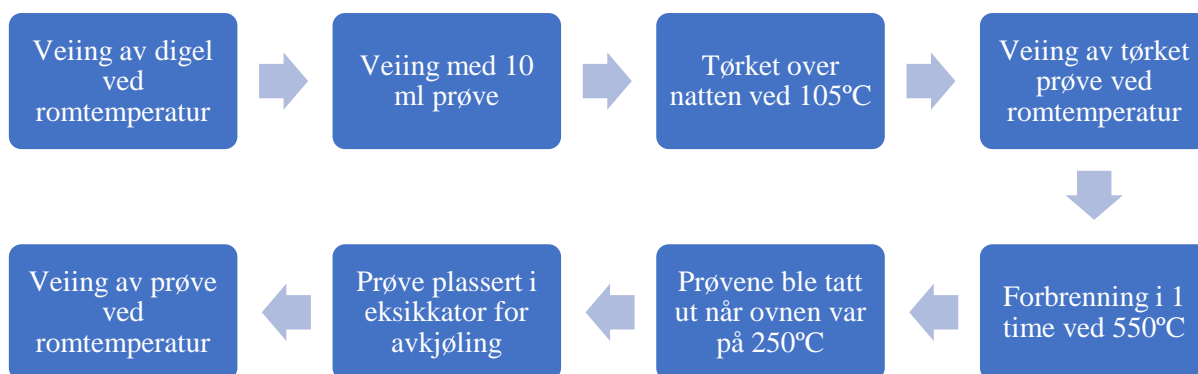 Veiing av digel
ved
romtemperatur
Veiing med 10
ml prøve
Tørket over
natten ved 105ºC
Veiing av tørket
prøve ved
romtemperatur
Forbrenning i 1
time ved 550ºC
Prøvene ble tatt
ut når ovnen var
på 250ºC
Prøve plassert i
eksikkator for
avkjøling
Veiing av prøve
ved
romtemperatur